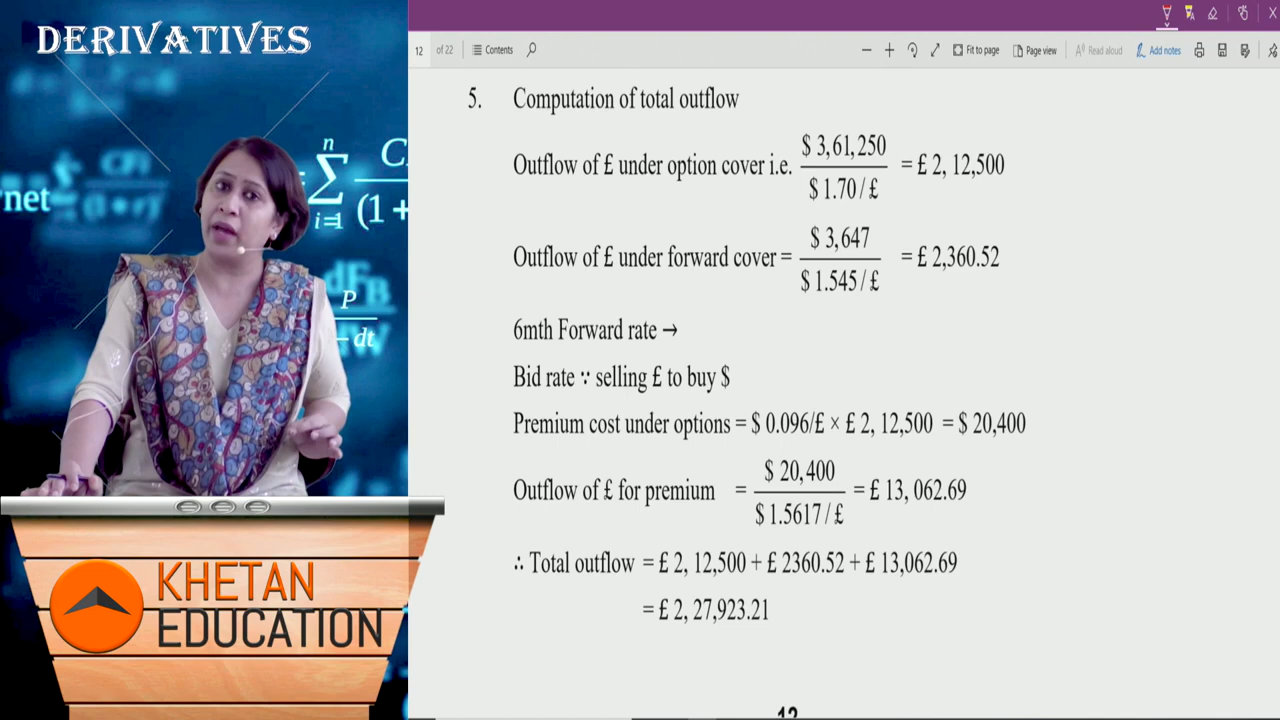 DERIVATIVES
12 of 22 Contents Fit to page Page view Read aloud Add notes
5. Computation of total outflow
Outflow of £ under option cover i.e. $ 3,61,250 / $ 1.70 / £ = £ 2, 12,500
Outflow of £ under forward cover = $ 3,647 / $ 1.545 / £ = £ 2,360.52
6mth Forward rate →
Bid rate ∵ selling £ to buy $
Premium cost under options = $ 0.096/£ × £ 2, 12,500 = $ 20,400
Outflow of £ for premium = $ 20,400 / $ 1.5617 / £ = £ 13, 062.69
∴ Total outflow = £ 2, 12,500 + £ 2360.52 + £ 13,062.69
= £ 2, 27,923.21
net
n
∑
i=1
(1+
P
dt
KHETAN
EDUCATION